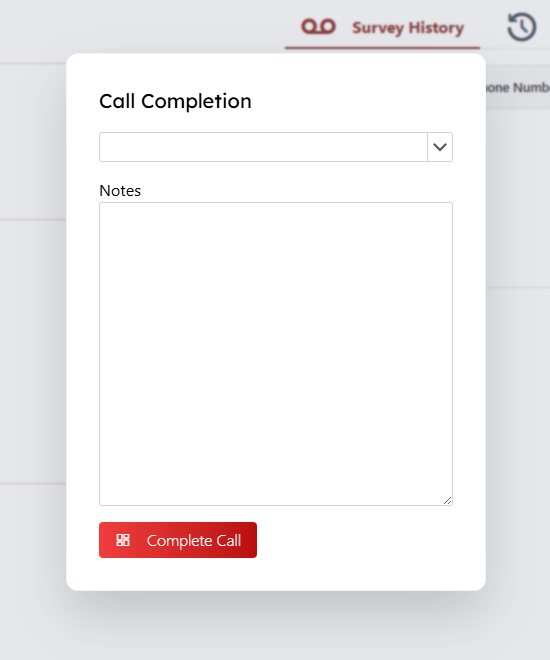 Survey History
Call Completion
Notes
Complete Call